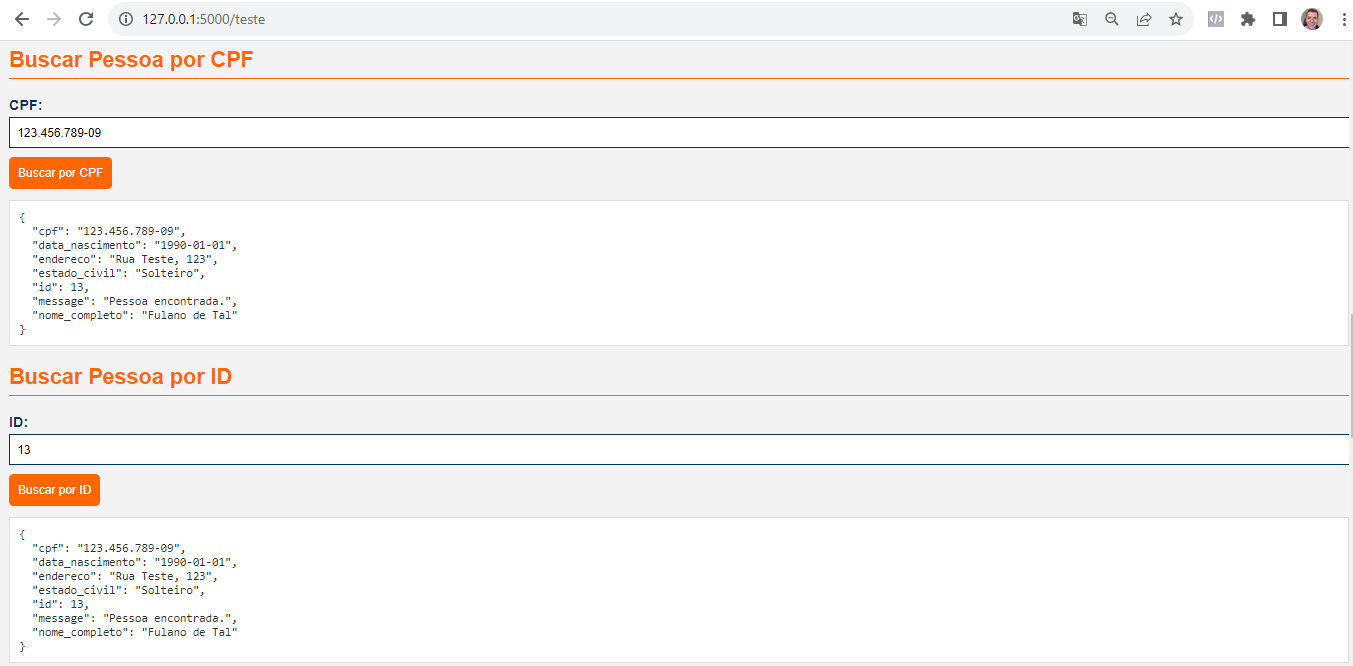 127.0.0.1:5000/teste
Buscar Pessoa por CPF
CPF:
123.456.789-09
Buscar por CPF
{
  "cpf": "123.456.789-09",
  "data_nascimento": "1990-01-01",
  "endereco": "Rua Teste, 123",
  "estado_civil": "Solteiro",
  "id": 13,
  "message": "Pessoa encontrada.",
  "nome_completo": "Fulano de Tal"
}
Buscar Pessoa por ID
ID:
13
Buscar por ID
{
  "cpf": "123.456.789-09",
  "data_nascimento": "1990-01-01",
  "endereco": "Rua Teste, 123",
  "estado_civil": "Solteiro",
  "id": 13,
  "message": "Pessoa encontrada.",
  "nome_completo": "Fulano de Tal"
}